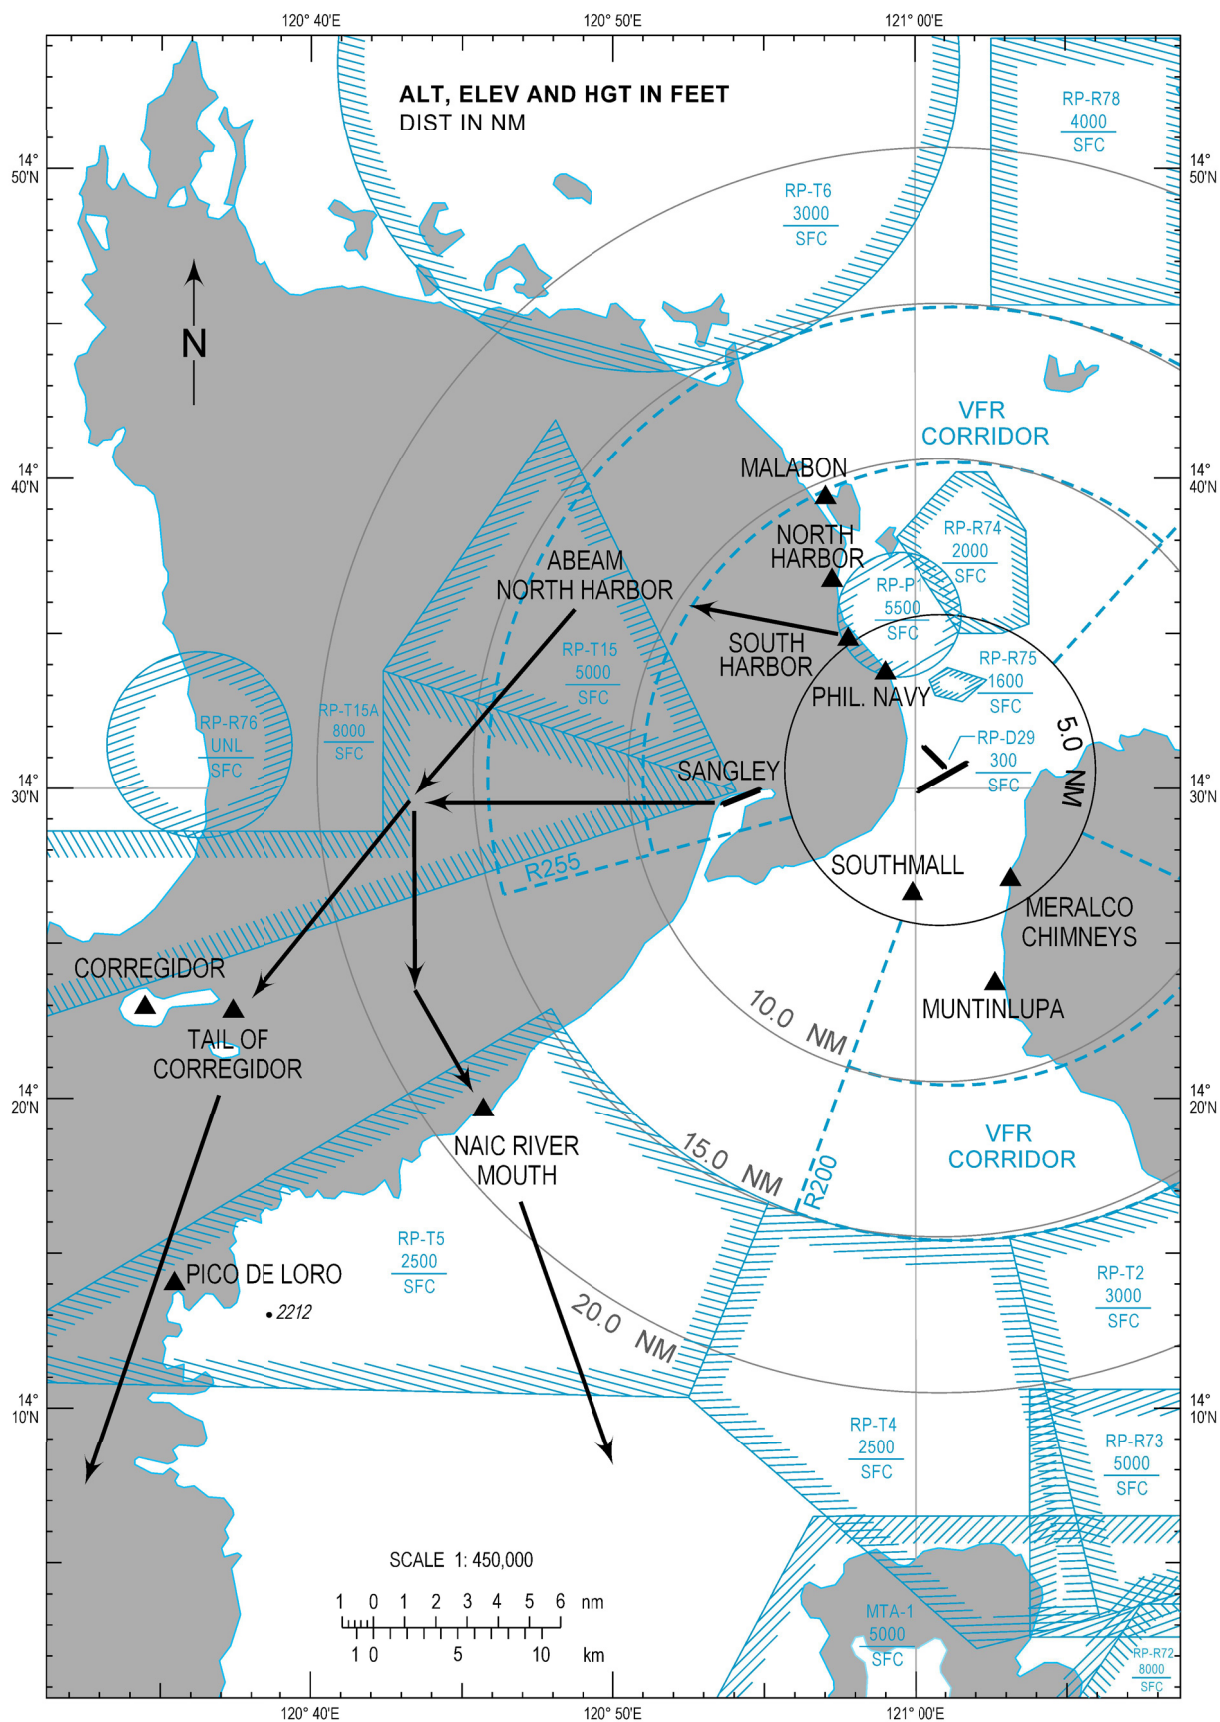 120° 40'E
120° 50'E
121° 00'E
ALT, ELEV AND HGT IN FEET
DIST IN NM
RP-R78
4000
SFC
14°
50'N
14°
50'N
RP-T6
3000
SFC
N
VFR
CORRIDOR
MALABON
14°
40'N
14°
40'N
NORTH
HARBOR
RP-R74
2000
SFC
ABEAM
NORTH HARBOR
RP-P1
5500
SFC
SOUTH
HARBOR
RP-T15
5000
SFC
RP-R75
1600
SFC
PHIL. NAVY
RP-T15A
8000
SFC
RP-R76
UNL
SFC
5.0 NM
RP-D29
300
SFC
SANGLEY
14°
30'N
14°
30'N
R255
SOUTHMALL
MERALCO
CHIMNEYS
CORREGIDOR
10.0 NM
MUNTINLUPA
TAIL OF
CORREGIDOR
14°
20'N
14°
20'N
NAIC RIVER
MOUTH
15.0 NM
VFR
CORRIDOR
R200
RP-T5
2500
SFC
PICO DE LORO
2212
RP-T2
3000
SFC
20.0 NM
14°
10'N
14°
10'N
RP-T4
2500
SFC
RP-R73
5000
SFC
SCALE 1: 450,000
1 0 1 2 3 4 5 6 nm
1 0 5 10 km
MTA-1
5000
SFC
RP-R72
8000
SFC
120° 40'E
120° 50'E
121° 00'E